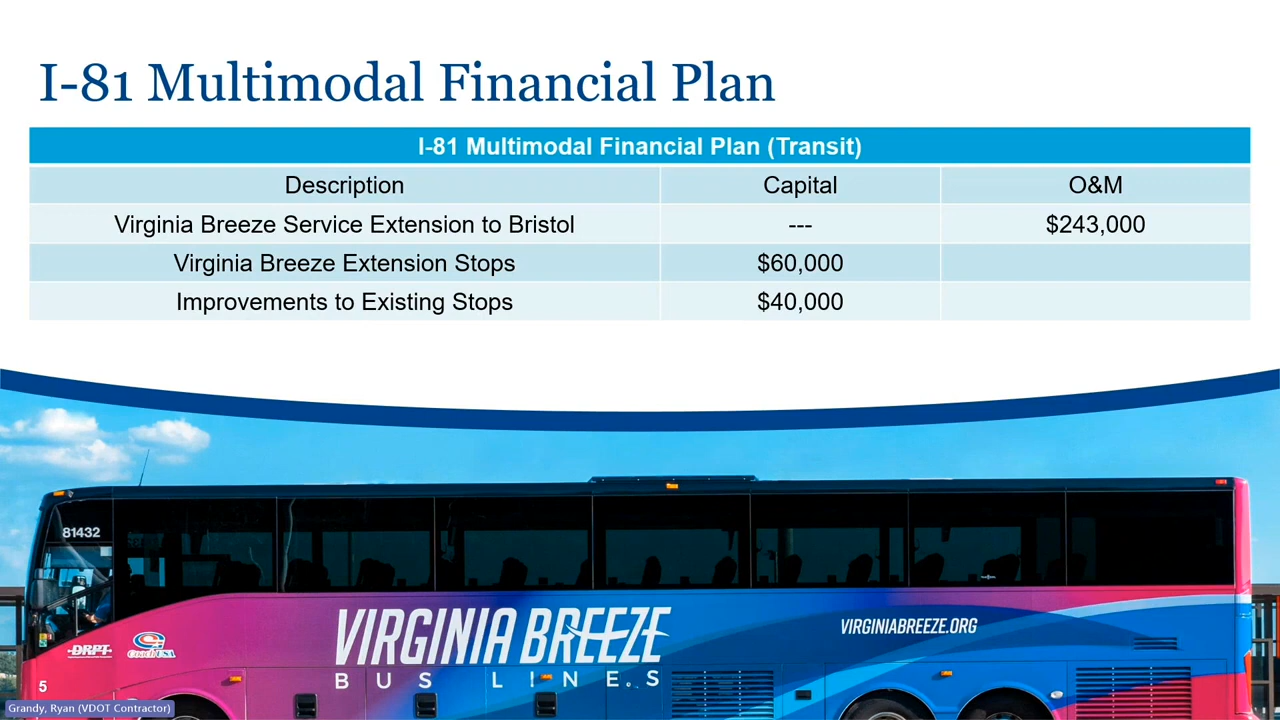 I-81 Multimodal Financial Plan
I-81 Multimodal Financial Plan (Transit)
Description Capital O&M
Virginia Breeze Service Extension to Bristol --- $243,000
Virginia Breeze Extension Stops $60,000
Improvements to Existing Stops $40,000
81432
VIRGINIA BREEZE
BUS LINES
VIRGINIABREEZE.ORG
DRPT
Coach USA
5
Grandy, Ryan (VDOT Contractor)